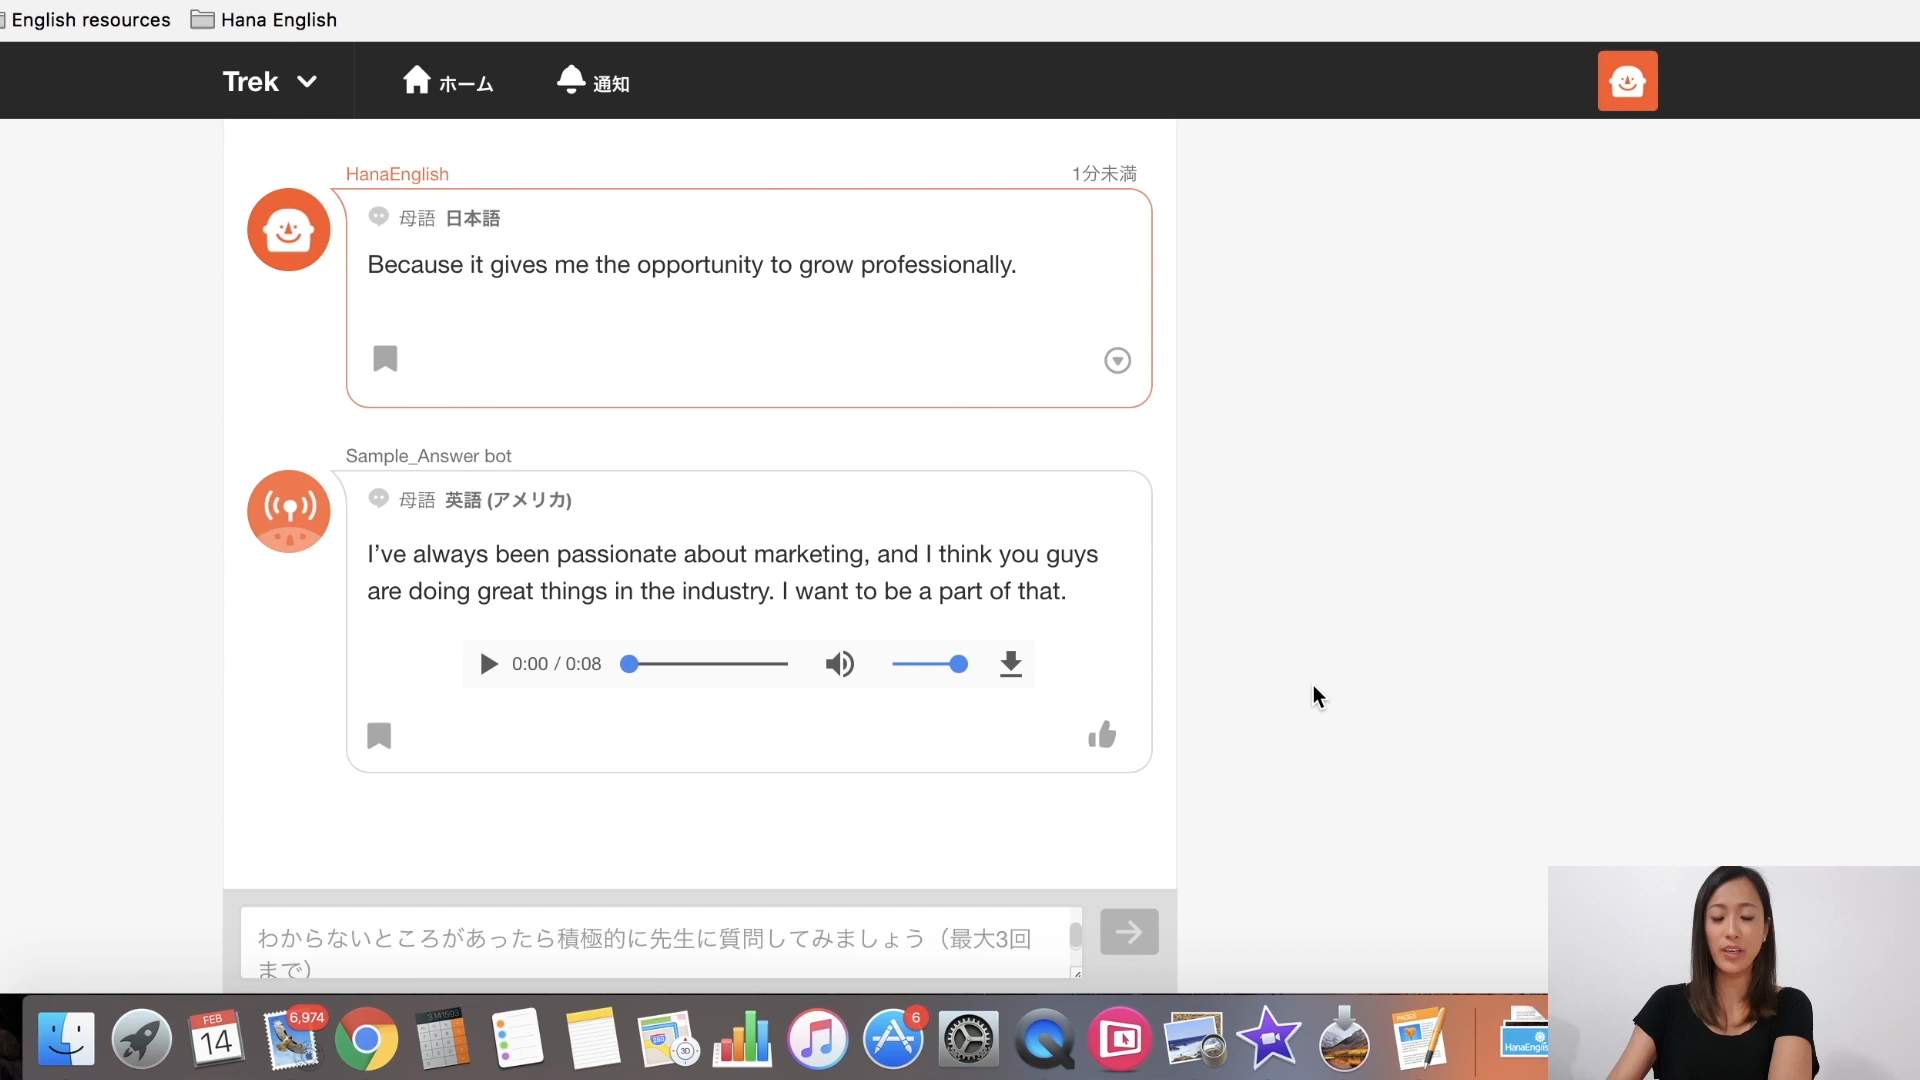 English resources Hana English
Trek ホーム 通知
HanaEnglish 1分未満
母語 日本語
Because it gives me the opportunity to grow professionally.
Sample_Answer bot
母語 英語 (アメリカ)
I’ve always been passionate about marketing, and I think you guys
are doing great things in the industry. I want to be a part of that.
0:00 / 0:08
わからないところがあったら積極的に先生に質問してみましょう（最大3回
まで）
FEB
14
6,974
3.141593
3D
6
PAGES